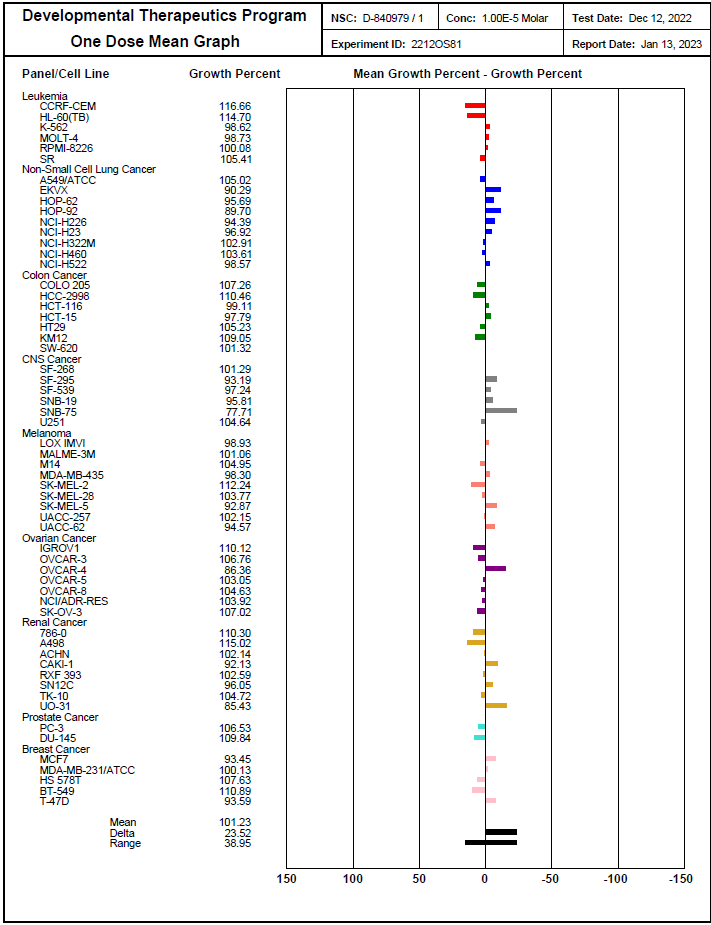 Developmental Therapeutics Program
One Dose Mean Graph
NSC: D-840979 / 1
Conc: 1.00E-5 Molar
Test Date: Dec 12, 2022
Experiment ID: 2212OS81
Report Date: Jan 13, 2023
Panel/Cell Line Growth Percent Mean Growth Percent - Growth Percent
Leukemia
CCRF-CEM 116.66
HL-60(TB) 114.70
K-562 98.62
MOLT-4 98.73
RPMI-8226 100.08
SR 105.41
Non-Small Cell Lung Cancer
A549/ATCC 105.02
EKVX 90.29
HOP-62 95.69
HOP-92 89.70
NCI-H226 94.39
NCI-H23 96.92
NCI-H322M 102.91
NCI-H460 103.61
NCI-H522 98.57
Colon Cancer
COLO 205 107.26
HCC-2998 110.46
HCT-116 99.11
HCT-15 97.79
HT29 105.23
KM12 109.05
SW-620 101.32
CNS Cancer
SF-268 101.29
SF-295 93.19
SF-539 97.24
SNB-19 95.81
SNB-75 77.71
U251 104.64
Melanoma
LOX IMVI 98.93
MALME-3M 101.06
M14 104.95
MDA-MB-435 98.30
SK-MEL-2 112.24
SK-MEL-28 103.77
SK-MEL-5 92.87
UACC-257 102.15
UACC-62 94.57
Ovarian Cancer
IGROV1 110.12
OVCAR-3 106.76
OVCAR-4 86.36
OVCAR-5 103.05
OVCAR-8 104.63
NCI/ADR-RES 103.92
SK-OV-3 107.02
Renal Cancer
786-0 110.30
A498 115.02
ACHN 102.14
CAKI-1 92.13
RXF 393 102.59
SN12C 96.05
TK-10 104.72
UO-31 85.43
Prostate Cancer
PC-3 106.53
DU-145 109.84
Breast Cancer
MCF7 93.45
MDA-MB-231/ATCC 100.13
HS 578T 107.63
BT-549 110.89
T-47D 93.59
Mean 101.23
Delta 23.52
Range 38.95
150 100 50 0 -50 -100 -150